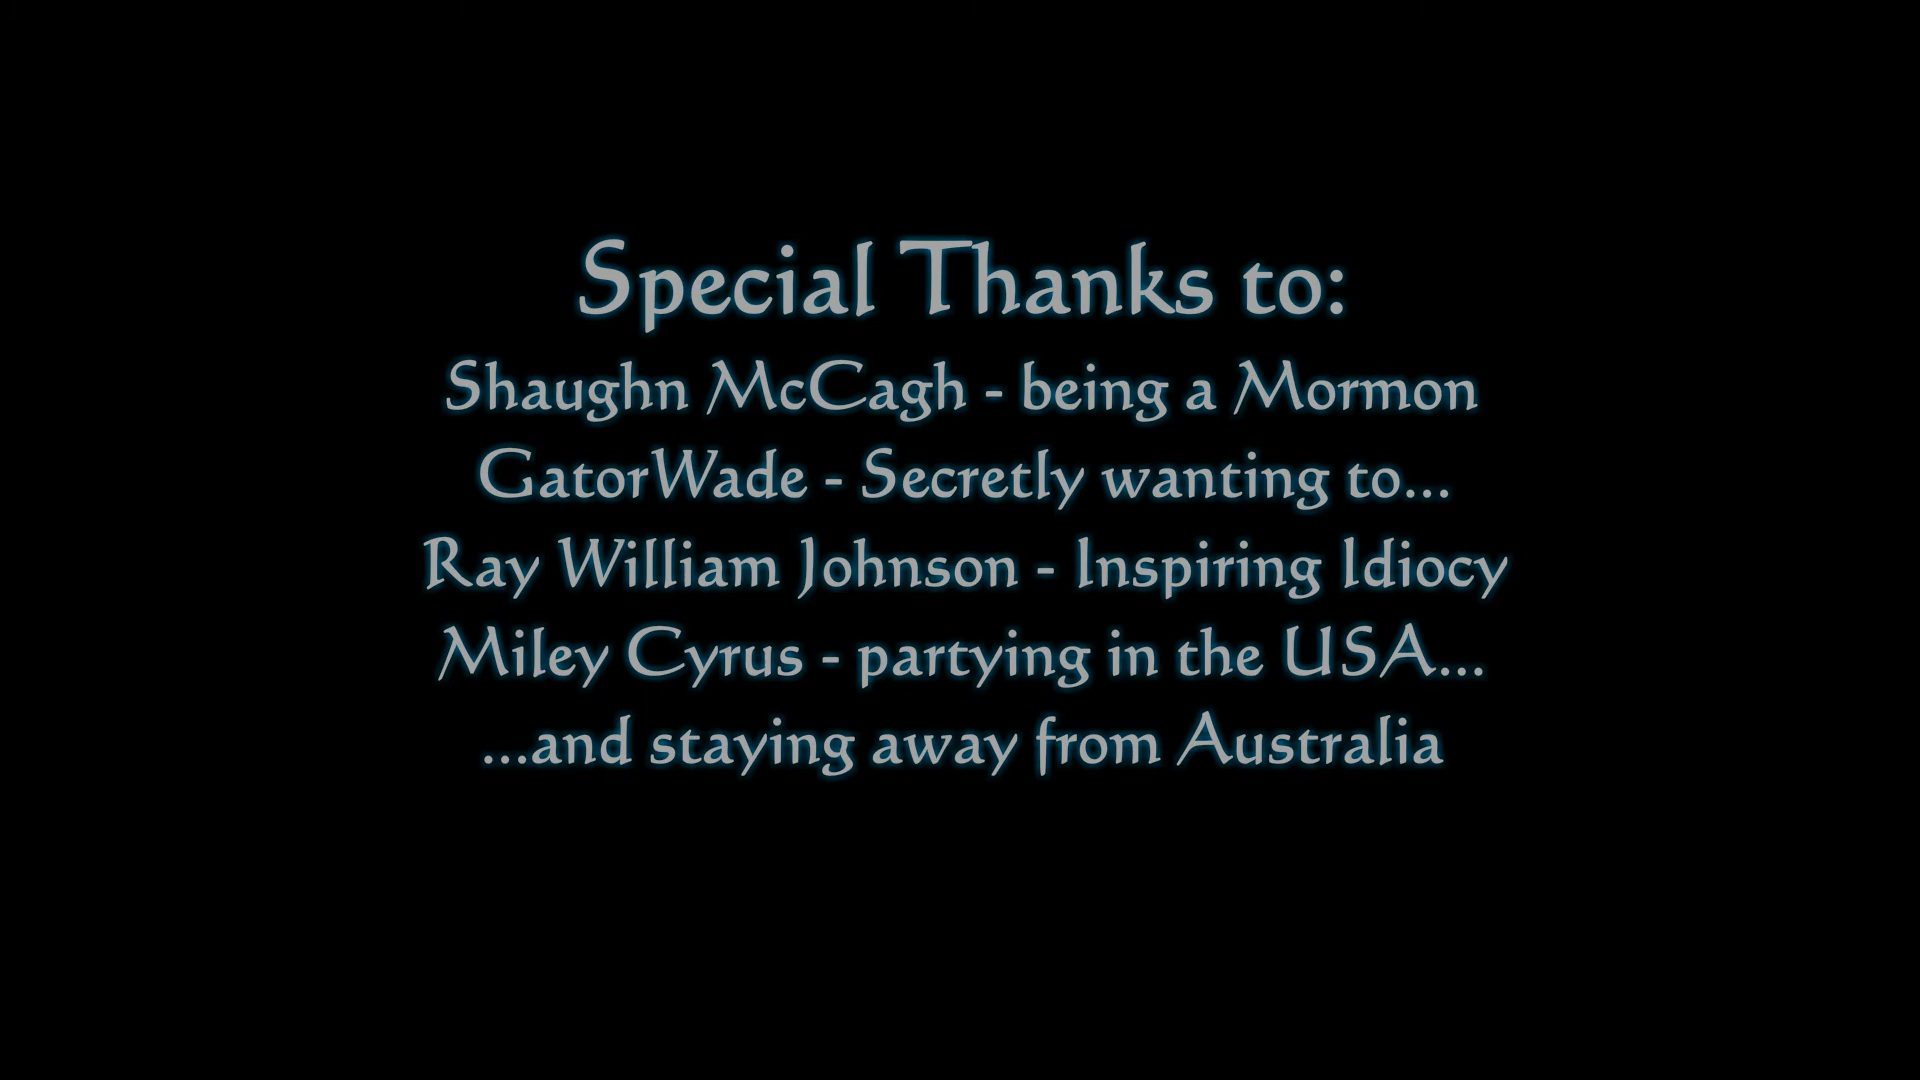 Special Thanks to:
Shaughn McCagh - being a Mormon
GatorWade - Secretly wanting to...
Ray William Johnson - Inspiring Idiocy
Miley Cyrus - partying in the USA...
...and staying away from Australia